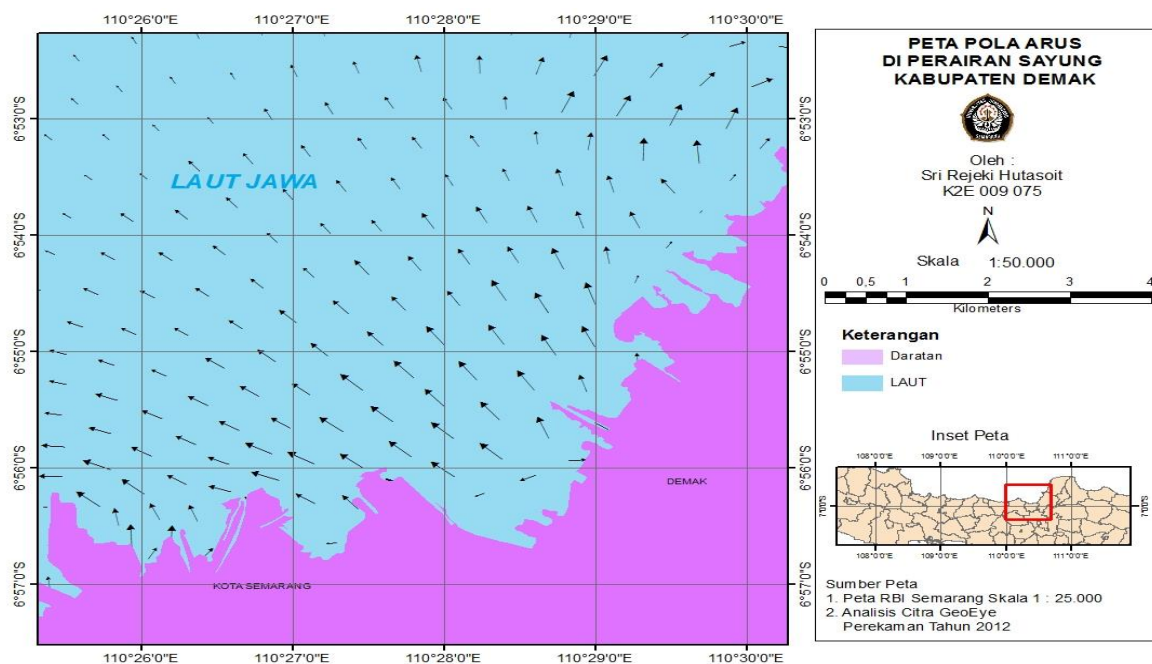 110°26'0"E 110°27'0"E 110°28'0"E 110°29'0"E 110°30'0"E
6°53'0"S 6°53'0"S
6°54'0"S 6°54'0"S
6°55'0"S 6°55'0"S
6°56'0"S 6°56'0"S
6°57'0"S 6°57'0"S
LAUT JAWA
DEMAK
KOTA SEMARANG
110°26'0"E 110°27'0"E 110°28'0"E 110°29'0"E 110°30'0"E
PETA POLA ARUS
DI PERAIRAN SAYUNG
KABUPATEN DEMAK
Oleh :
Sri Rejeki Hutasoit
K2E 009 075
N
Skala 1:50.000
0 0,5 1 2 3 4
Kilometers
Keterangan
Daratan
LAUT
Inset Peta
108°0'0"E 109°0'0"E 110°0'0"E 111°0'0"E
7°0'0"S 7°0'0"S
108°0'0"E 109°0'0"E 110°0'0"E 111°0'0"E
Sumber Peta
1. Peta RBI Semarang Skala 1 : 25.000
2. Analisis Citra GeoEye
Perekaman Tahun 2012